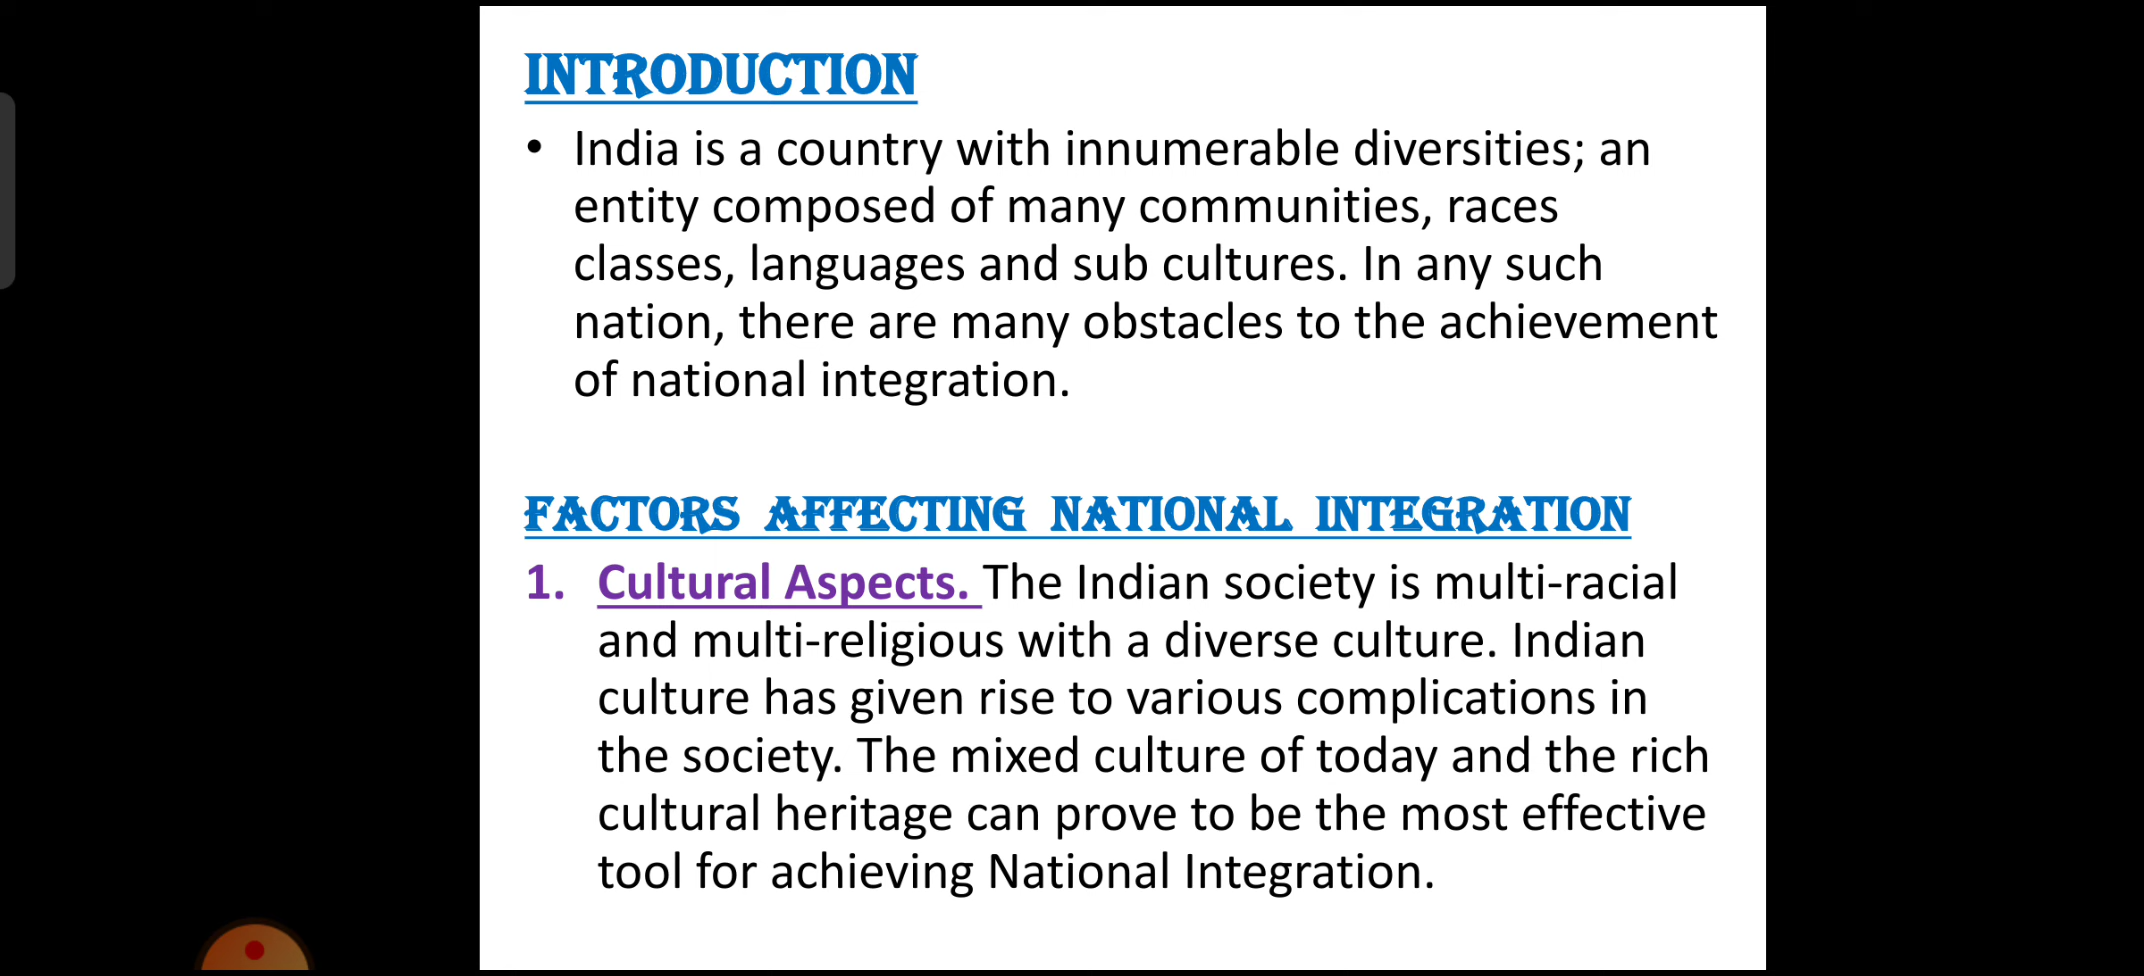 INTRODUCTION
• India is a country with innumerable diversities; an
entity composed of many communities, races
classes, languages and sub cultures. In any such
nation, there are many obstacles to the achievement
of national integration.
FACTORS AFFECTING NATIONAL INTEGRATION
1. Cultural Aspects. The Indian society is multi-racial
and multi-religious with a diverse culture. Indian
culture has given rise to various complications in
the society. The mixed culture of today and the rich
cultural heritage can prove to be the most effective
tool for achieving National Integration.